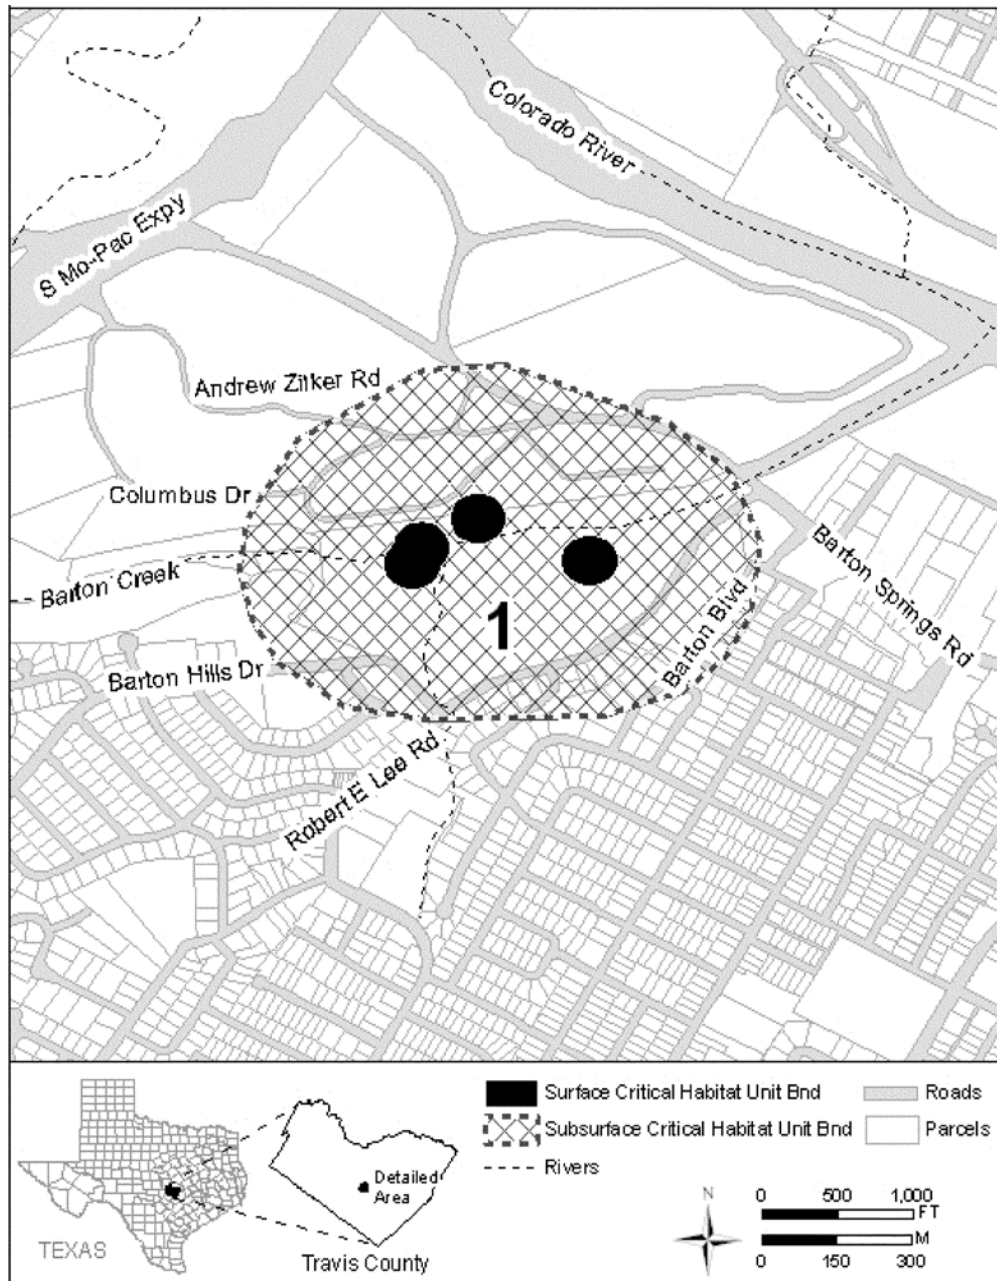 Colorado River
S Mo-Pac Expy
Andrew Zilker Rd
Columbus Dr
Barton Creek
Barton Springs Rd
Barton Blvd
1
Barton Hills Dr
Robert E Lee Rd
Surface Critical Habitat Unit Bnd
Roads
Subsurface Critical Habitat Unit Bnd
Parcels
Rivers
Detailed
Area
TEXAS
Travis County
N
0 500 1,000
FT
M
0 150 300